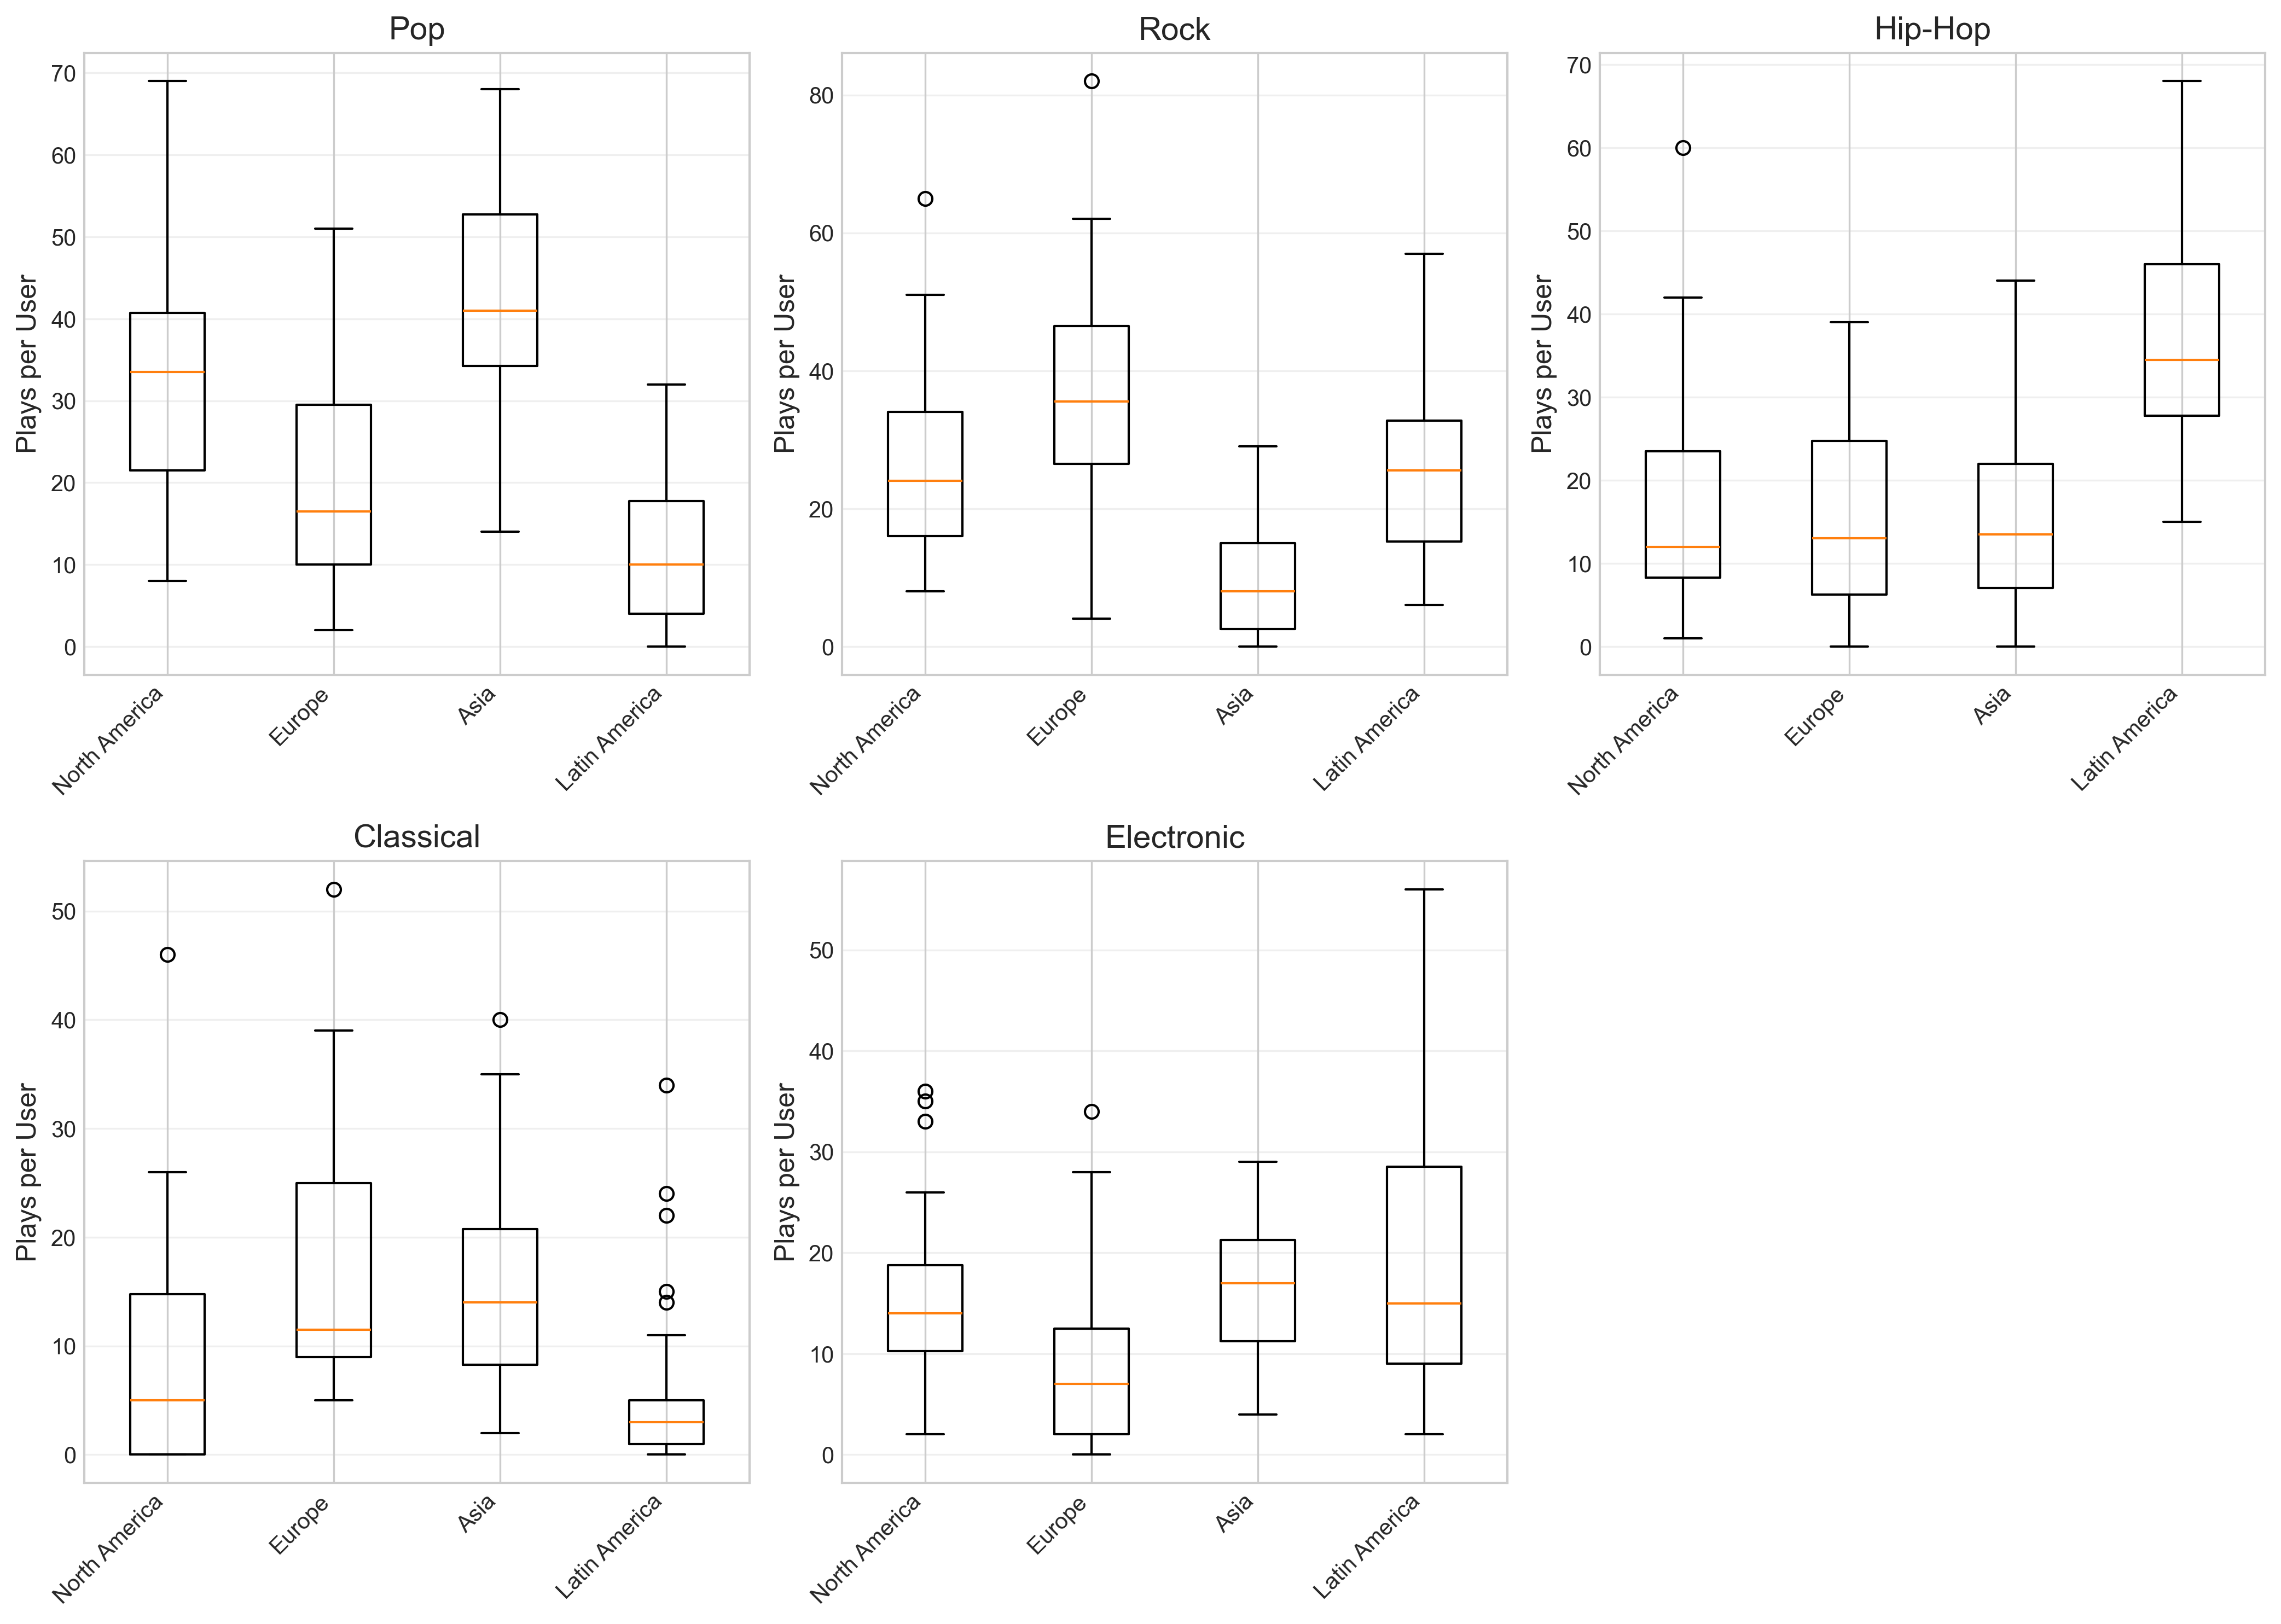 Pop
Plays per User
70
60
50
40
30
20
10
0
North America
Europe
Asia
Latin America
Rock
Plays per User
80
60
40
20
0
North America
Europe
Asia
Latin America
Hip-Hop
Plays per User
70
60
50
40
30
20
10
0
North America
Europe
Asia
Latin America
Classical
Plays per User
50
40
30
20
10
0
North America
Europe
Asia
Latin America
Electronic
Plays per User
50
40
30
20
10
0
North America
Europe
Asia
Latin America